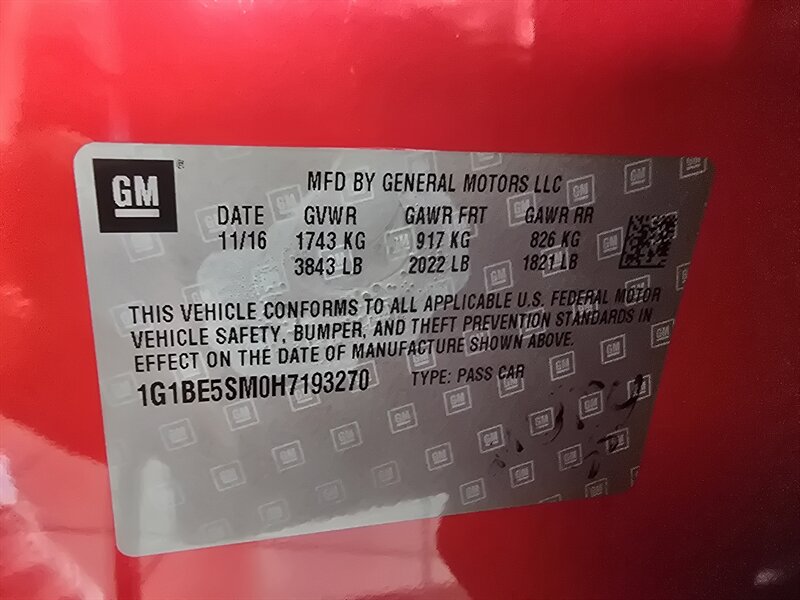 GM
MFD BY GENERAL MOTORS LLC
DATE GVWR GAWR FRT GAWR RR
11/16 1743 KG 917 KG 826 KG
3843 LB 2022 LB 1821 LB
THIS VEHICLE CONFORMS TO ALL APPLICABLE U.S. FEDERAL MOTOR
VEHICLE SAFETY, BUMPER, AND THEFT PREVENTION STANDARDS IN
EFFECT ON THE DATE OF MANUFACTURE SHOWN ABOVE.
1G1BE5SM0H7193270 TYPE: PASS CAR